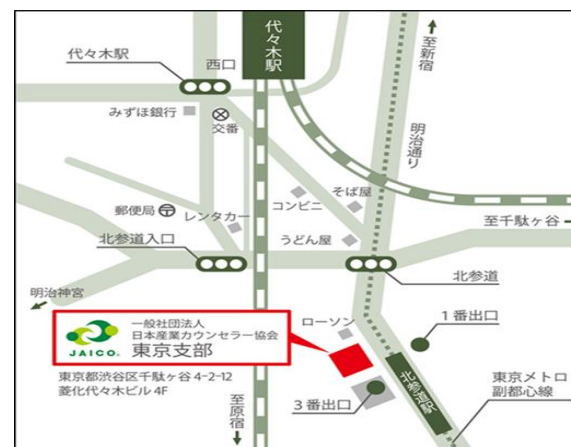 代々木駅
至新宿
代々木駅
西口
みずほ銀行
交番
明治通り
郵便局
レンタカー
コンビニ
そば屋
うどん屋
至千駄ヶ谷
北参道入口
北参道
明治神宮
JAICO.
一般社団法人
日本産業カウンセラー協会
東京支部
ローソン
1番出口
東京都渋谷区千駄ヶ谷4-2-12
菱化代々木ビル4F
至原宿
3番出口
北参道駅
東京メトロ
副都心線